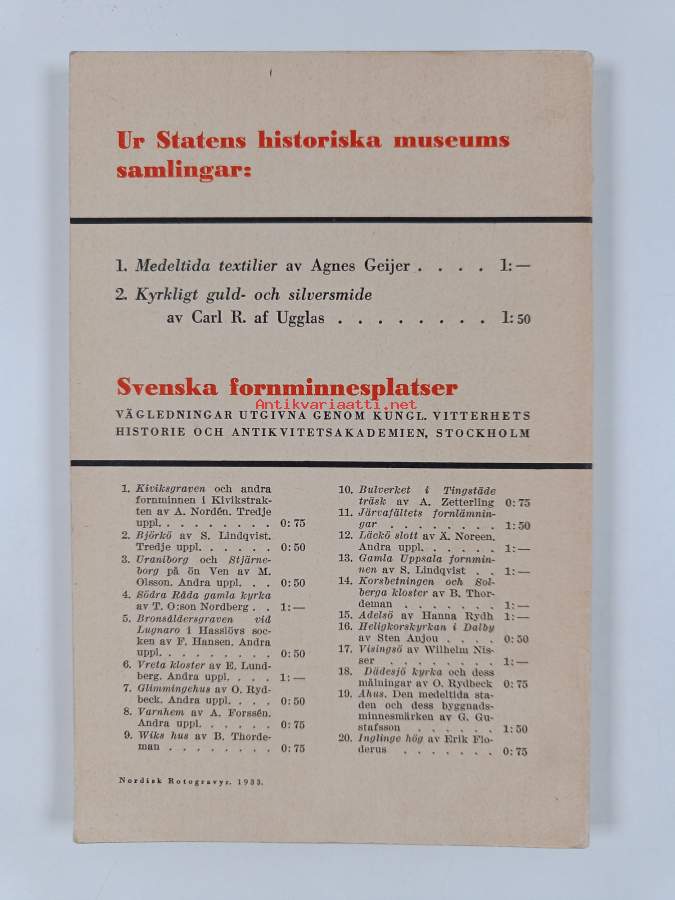 Ur Statens historiska museums
samlingar:
1. Medeltida textilier av Agnes Geijer . . . . 1:—
2. Kyrkligt guld- och silversmide
av Carl R. af Ugglas . . . . . . . . 1:50
Svenska fornminnesplatser
Antikvariaatti.net
VÄGLEDNINGAR UTGIVNA GENOM KUNGL. VITTERHETS
HISTORIE OCH ANTIKVITETSAKADEMIEN, STOCKHOLM
1. Kiviksgraven och andra
fornminnen i Kivikstrak-
ten av A. Nordén. Tredje
uppl. . . . . . . . . 0:75
2. Björkö av S. Lindqvist.
Tredje uppl. . . . . . 0:50
3. Uraniborg och Stjärne-
borg på ön Ven av M.
Olsson. Andra uppl. . . 0:50
4. Södra Råda gamla kyrka
av T. O:son Nordberg . . 1:—
5. Bronsåldersgraven vid
Lugnaro i Hasslövs soc-
ken av F. Hansen. Andra
uppl. . . . . . . . . 0:50
6. Vreta kloster av E. Lund-
berg. Andra uppl. . . . 1:—
7. Glimmingehus av O. Ryd-
beck. Andra uppl. . . . 0:50
8. Varnhem av A. Forssén.
Andra uppl. . . . . . 0:75
9. Wiks hus av B. Thorde-
man . . . . . . . . 0:75
10. Bulverket i Tingstäde
träsk av A. Zetterling 0:75
11. Järvafältets fornlämnin-
gar . . . . . . . . 1:50
12. Läckö slott av A. Noreen.
Andra uppl. . . . . . 1:—
13. Gamla Uppsala fornmin-
nen av S. Lindqvist . . 1:—
14. Korsbetningen och Sol-
berga kloster av B. Thor-
deman . . . . . . . 1:—
15. Adelsö av Hanna Rydh 1:—
16. Heligkorskyrkan i Dalby
av Sten Anjou . . . . 0:50
17. Visingsö av Wilhelm Nis-
ser . . . . . . . . 1:—
18. Dädesjö kyrka och dess
målningar av O. Rydbeck 0:75
19. Åhus. Den medeltida sta-
den och dess byggnads-
minnesmärken av G. Gu-
stafsson . . . . . . 1:50
20. Inglinge hög av Erik Flo-
derus . . . . . . . 0:75
Nordisk Rotogravyr. 1933.